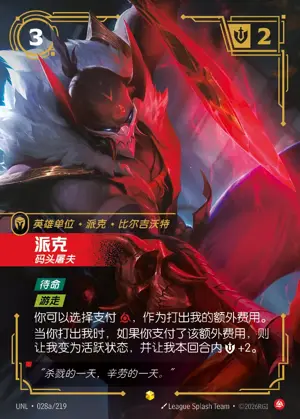 3
2
英雄单位·派克·比尔吉沃特
派克
码头屠夫
待命
游走
你可以选择支付，作为打出我的额外费用。
当你打出我时，如果你支付了该额外费用，则
让我变为活跃状态，并让我本回合内+2。
“杀戮的一天，辛劳的一天。”
UNL · 028a/219
League Splash Team
©2026RGI